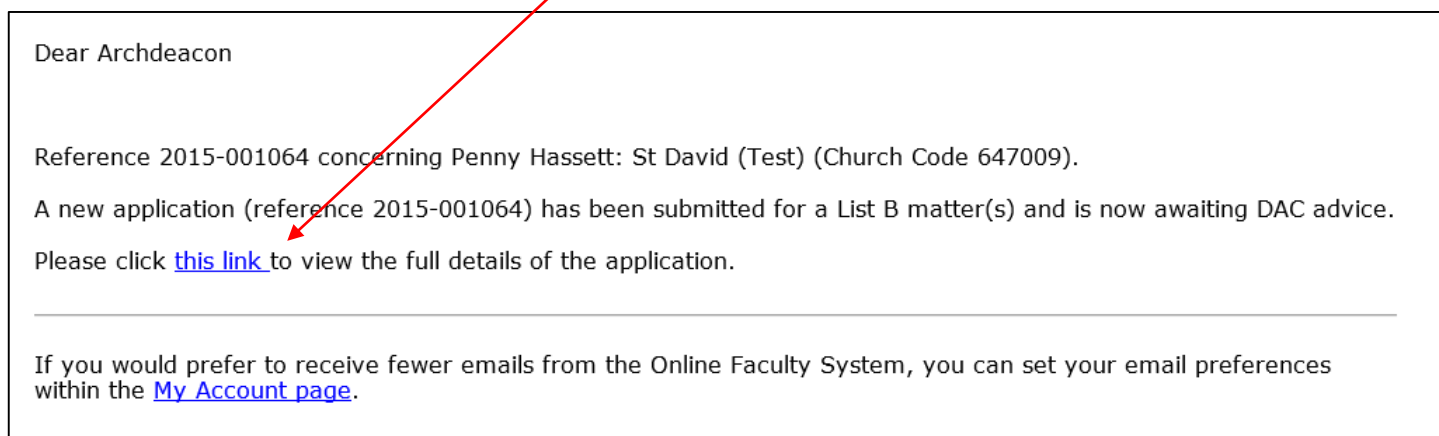 Dear Archdeacon
Reference 2015-001064 concerning Penny Hassett: St David (Test) (Church Code 647009).
A new application (reference 2015-001064) has been submitted for a List B matter(s) and is now awaiting DAC advice.
Please click this link to view the full details of the application.
If you would prefer to receive fewer emails from the Online Faculty System, you can set your email preferences
within the My Account page.